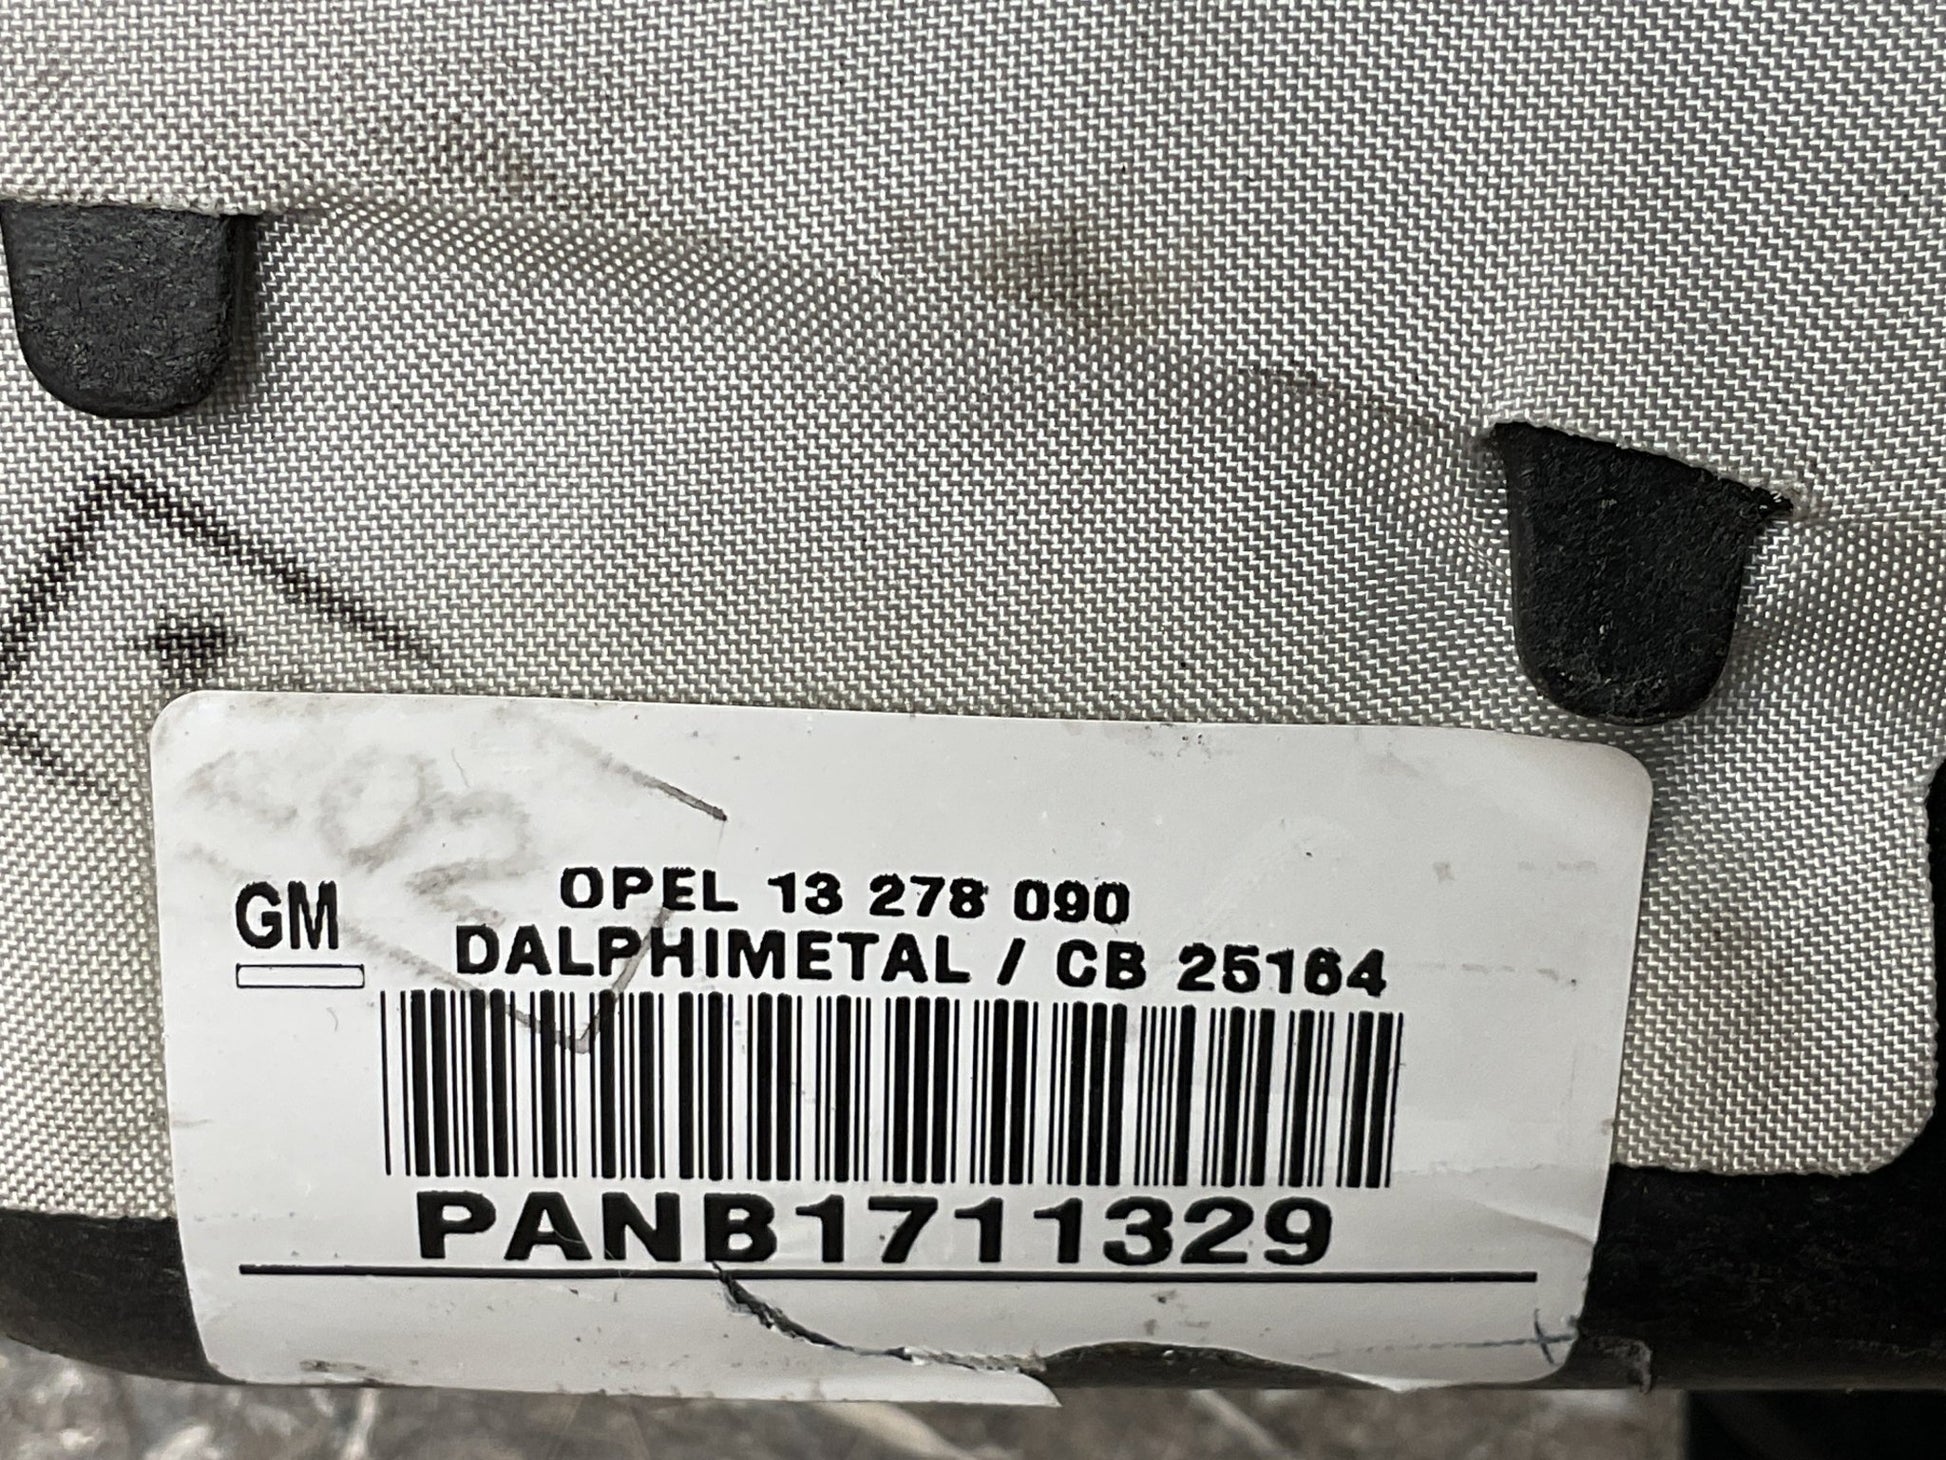 GM
OPEL 13 278 090
DALPHIMETAL / CB 25164
PANB1711329